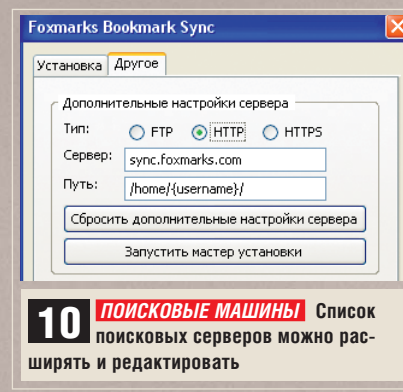 Foxmarks Bookmark Sync
Установка Другое
Дополнительные настройки сервера
Тип: FTP HTTP HTTPS
Сервер: sync.foxmarks.com
Путь: /home/{username}/
Сбросить дополнительные настройки сервера
Запустить мастер установки
10 ПОИСКОВЫЕ МАШИНЫ Список
поисковых серверов можно рас-
ширять и редактировать